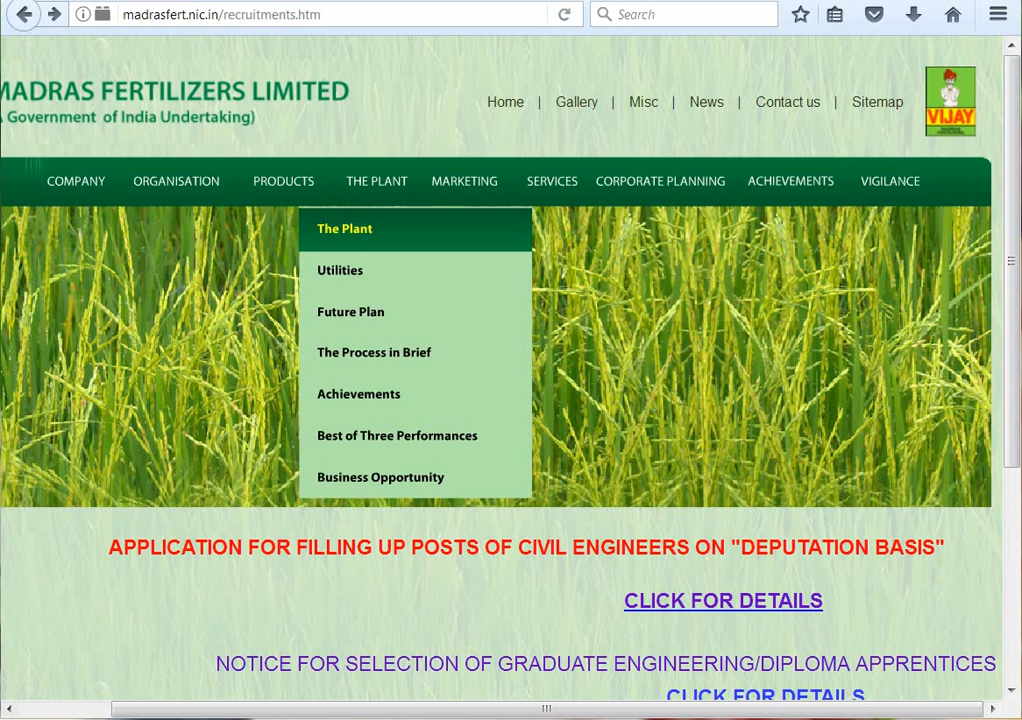 madrasfert.nic.in/recruitments.htm
Search
MADRAS FERTILIZERS LIMITED
Government of India Undertaking)
Home | Gallery | Misc | News | Contact us | Sitemap
VIJAY
COMPANY ORGANISATION PRODUCTS THE PLANT MARKETING SERVICES CORPORATE PLANNING ACHIEVEMENTS VIGILANCE
The Plant
Utilities
Future Plan
The Process in Brief
Achievements
Best of Three Performances
Business Opportunity
APPLICATION FOR FILLING UP POSTS OF CIVIL ENGINEERS ON "DEPUTATION BASIS"
CLICK FOR DETAILS
NOTICE FOR SELECTION OF GRADUATE ENGINEERING/DIPLOMA APPRENTICES
CLICK FOR DETAILS